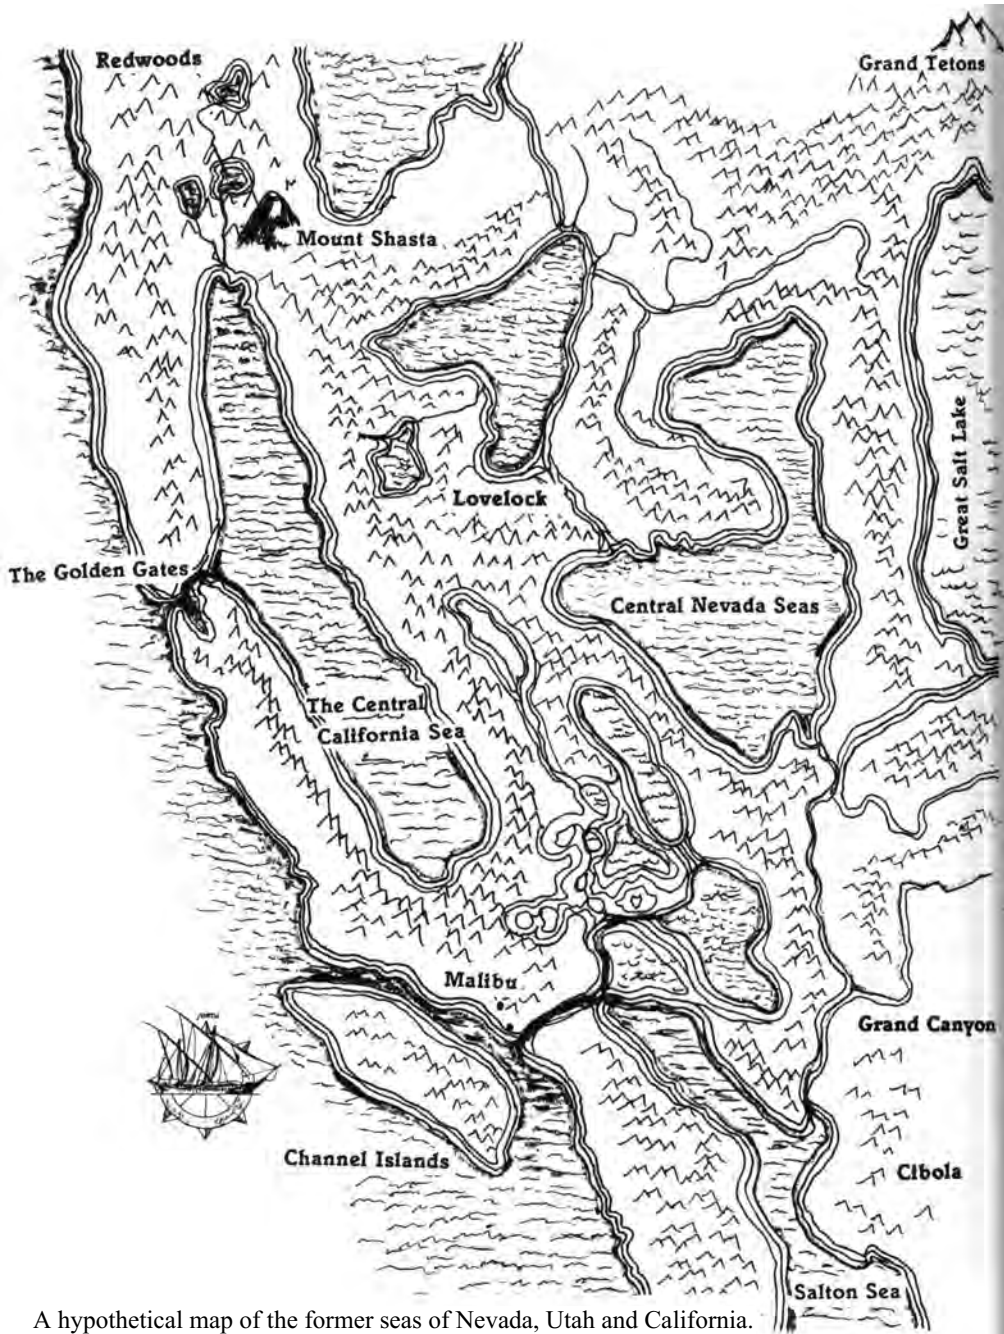 Redwoods
Grand Tetons
Mount Shasta
Great Salt Lake
Lovelock
The Golden Gates
Central Nevada Seas
The Central
California Sea
Malibu
Grand Canyon
Channel Islands
Cibola
Salton Sea
A hypothetical map of the former seas of Nevada, Utah and California.